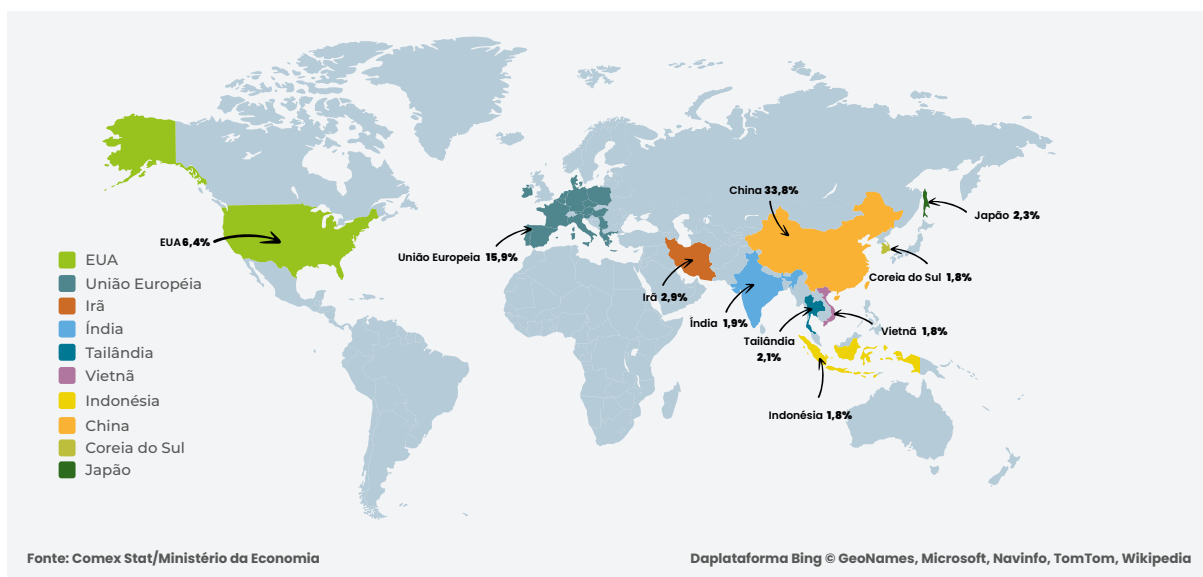 China 33,8%
Japão 2,3%
EUA 6,4%
União Europeia 15,9%
Coreia do Sul 1,8%
Irã 2,9%
Índia 1,9%
Vietnã 1,8%
Tailândia
2,1%
Indonésia 1,8%
EUA
União Européia
Irã
Índia
Tailândia
Vietnã
Indonésia
China
Coreia do Sul
Japão
Fonte: Comex Stat/Ministério da Economia
Daplataforma Bing © GeoNames, Microsoft, Navinfo, TomTom, Wikipedia